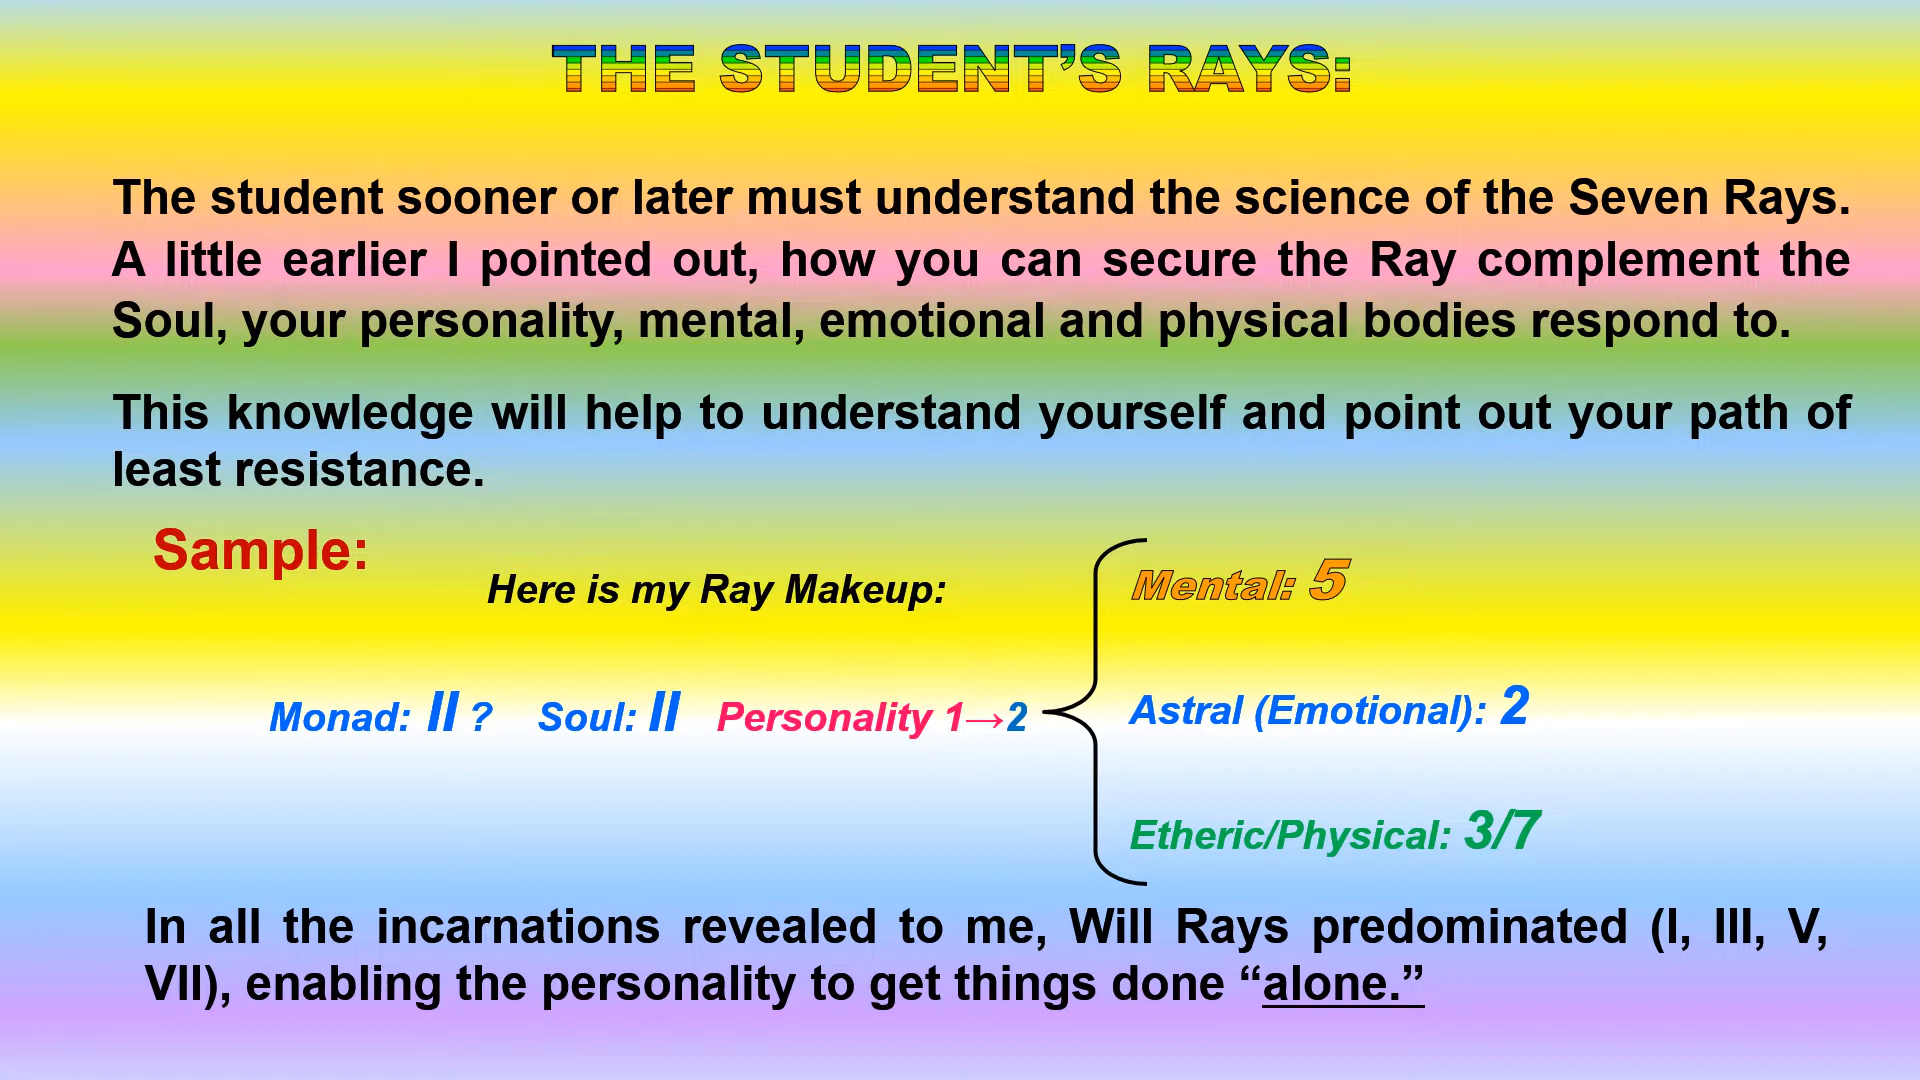 THE STUDENT’S RAYS:
The student sooner or later must understand the science of the Seven Rays.
A little earlier I pointed out, how you can secure the Ray complement the
Soul, your personality, mental, emotional and physical bodies respond to.
This knowledge will help to understand yourself and point out your path of
least resistance.
Sample:
Here is my Ray Makeup:
Mental: 5
Monad: II ? Soul: II Personality 1→2
Astral (Emotional): 2
Etheric/Physical: 3/7
In all the incarnations revealed to me, Will Rays predominated (I, III, V,
VII), enabling the personality to get things done “alone.”